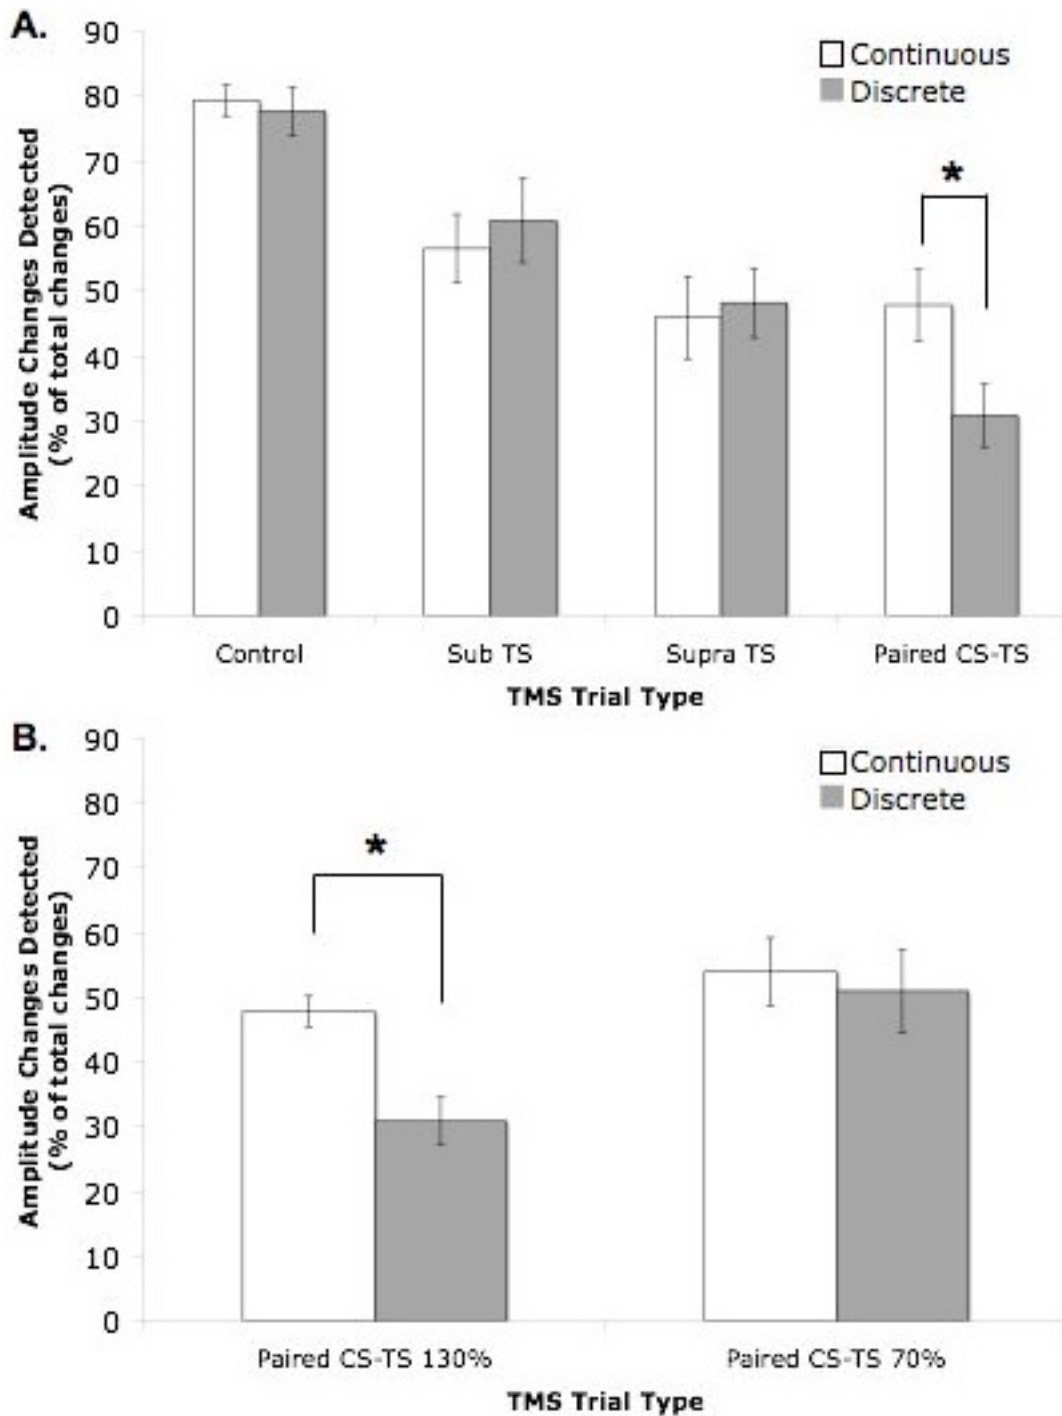 A.
90
80
70
60
50
40
30
20
10
0
Amplitude Changes Detected
(% of total changes)
Continuous
Discrete
*
Control Sub TS Supra TS Paired CS-TS
TMS Trial Type
B.
90
80
70
60
50
40
30
20
10
0
Amplitude Changes Detected
(% of total changes)
Continuous
Discrete
*
Paired CS-TS 130% Paired CS-TS 70%
TMS Trial Type